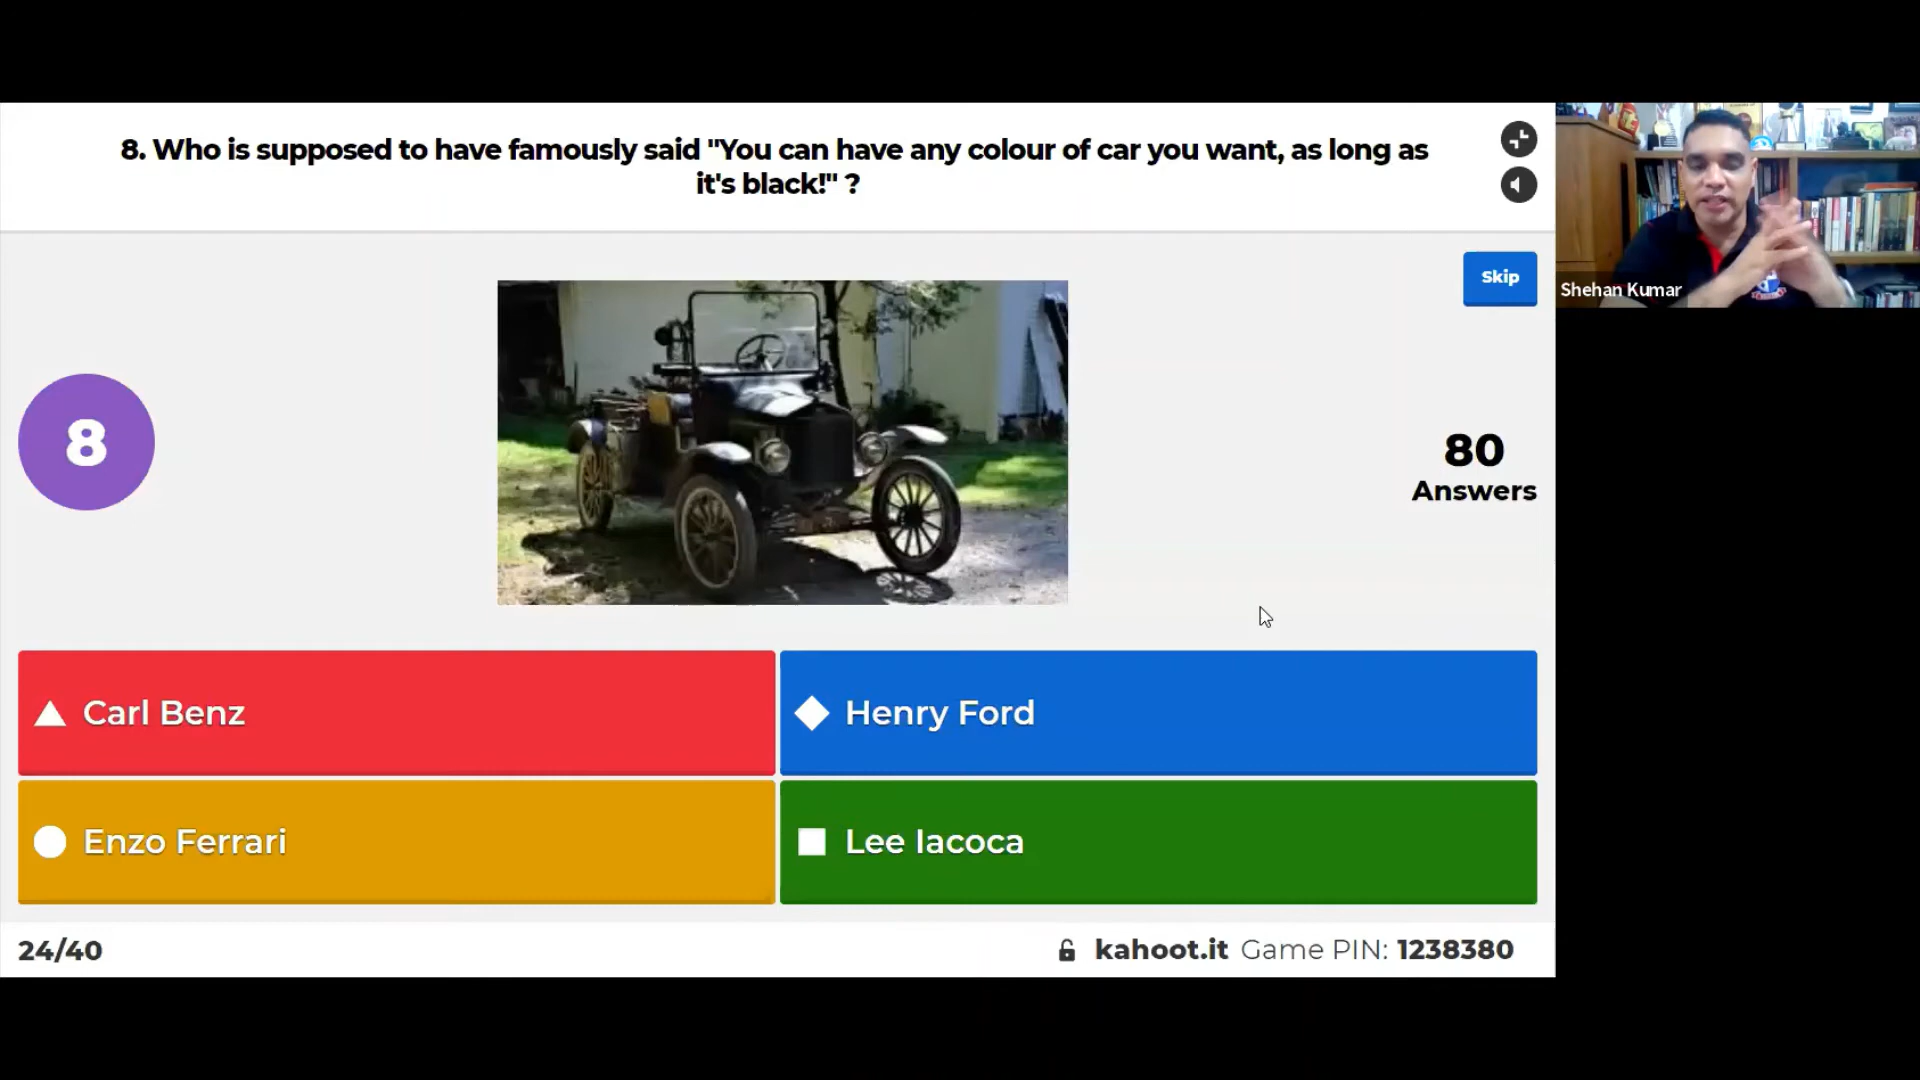 8. Who is supposed to have famously said "You can have any colour of car you want, as long as
it's black!" ?
Skip
Shehan Kumar
8
80
Answers
Carl Benz
Henry Ford
Enzo Ferrari
Lee Iacoca
24/40
kahoot.it Game PIN: 1238380